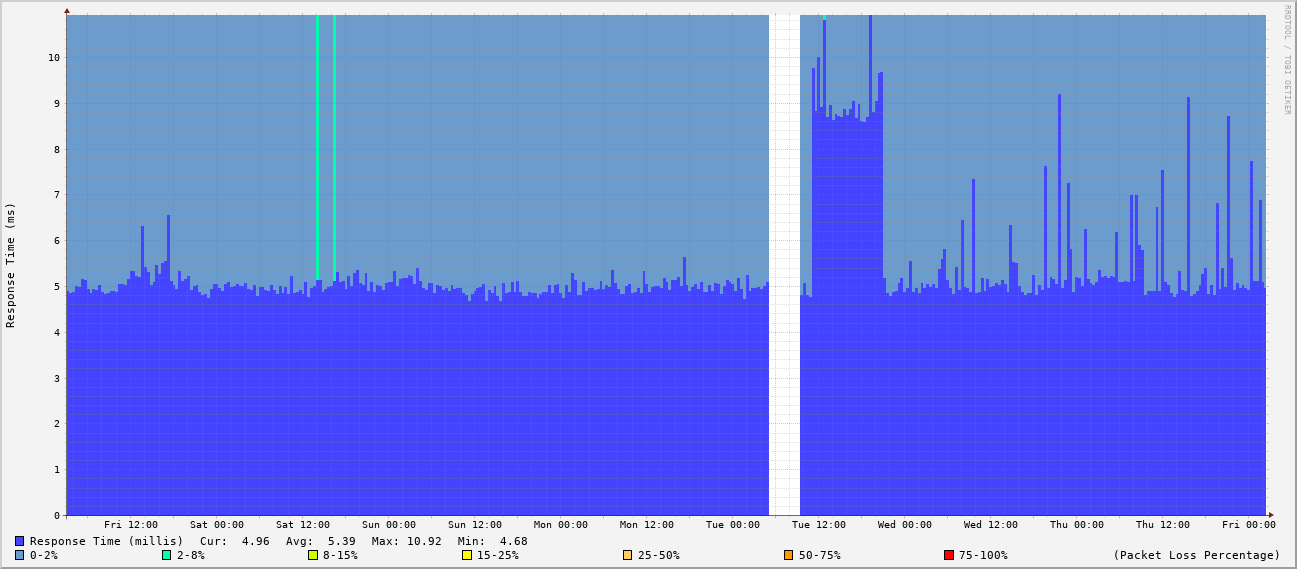 RRDTOOL / TOBI OETIKER
Response Time (ms)
10
9
8
7
6
5
4
3
2
1
0
Fri 12:00 Sat 00:00 Sat 12:00 Sun 00:00 Sun 12:00 Mon 00:00 Mon 12:00 Tue 00:00 Tue 12:00 Wed 00:00 Wed 12:00 Thu 00:00 Thu 12:00 Fri 00:00
Response Time (millis) Cur: 4.96 Avg: 5.39 Max: 10.92 Min: 4.68
0-2% 2-8% 8-15% 15-25% 25-50% 50-75% 75-100% (Packet Loss Percentage)